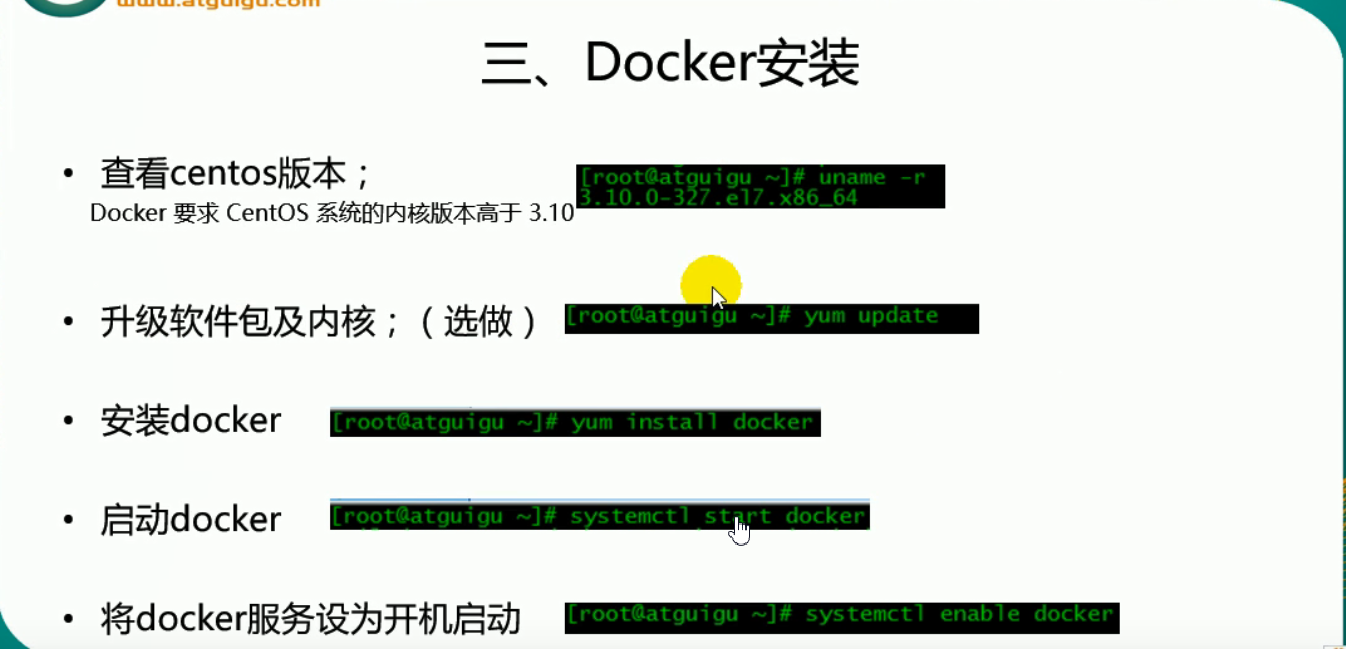 www.atguigu.com
三、Docker安装
• 查看centos版本；
Docker 要求 CentOS 系统的内核版本高于 3.10
[root@atguigu ~]# uname -r
3.10.0-327.el7.x86_64
• 升级软件包及内核；（选做）
[root@atguigu ~]# yum update
• 安装docker
[root@atguigu ~]# yum install docker
• 启动docker
[root@atguigu ~]# systemctl start docker
• 将docker服务设为开机启动
[root@atguigu ~]# systemctl enable docker